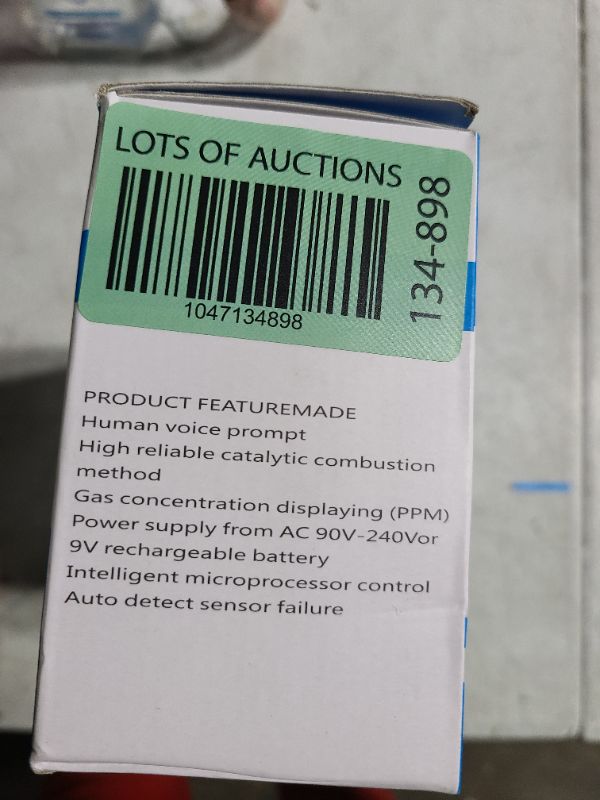 LOTS OF AUCTIONS
134-898
1047134898
PRODUCT FEATUREMADE
Human voice prompt
High reliable catalytic combustion
method
Gas concentration displaying (PPM)
Power supply from AC 90V-240Vor
9V rechargeable battery
Intelligent microprocessor control
Auto detect sensor failure